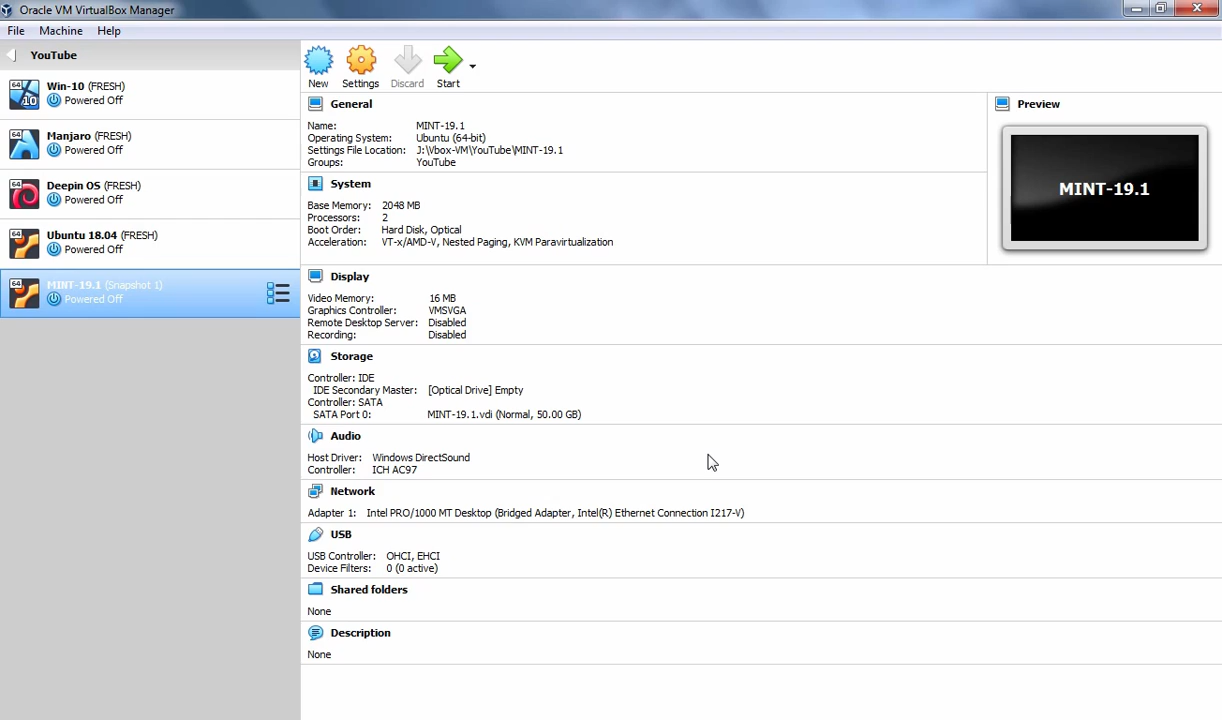 Oracle VM VirtualBox Manager
File Machine Help
YouTube
64
10
Win-10 (FRESH)
Powered Off
64
Manjaro (FRESH)
Powered Off
64
Deepin OS (FRESH)
Powered Off
64
Ubuntu 18.04 (FRESH)
Powered Off
64
MINT-19.1 (Snapshot 1)
Powered Off
New Settings Discard Start
General
Name: MINT-19.1
Operating System: Ubuntu (64-bit)
Settings File Location: J:\Vbox-VM\YouTube\MINT-19.1
Groups: YouTube
Preview
MINT-19.1
System
Base Memory: 2048 MB
Processors: 2
Boot Order: Hard Disk, Optical
Acceleration: VT-x/AMD-V, Nested Paging, KVM Paravirtualization
Display
Video Memory: 16 MB
Graphics Controller: VMSVGA
Remote Desktop Server: Disabled
Recording: Disabled
Storage
Controller: IDE
IDE Secondary Master: [Optical Drive] Empty
Controller: SATA
SATA Port 0: MINT-19.1.vdi (Normal, 50.00 GB)
Audio
Host Driver: Windows DirectSound
Controller: ICH AC97
Network
Adapter 1: Intel PRO/1000 MT Desktop (Bridged Adapter, Intel(R) Ethernet Connection I217-V)
USB
USB Controller: OHCI, EHCI
Device Filters: 0 (0 active)
Shared folders
None
Description
None